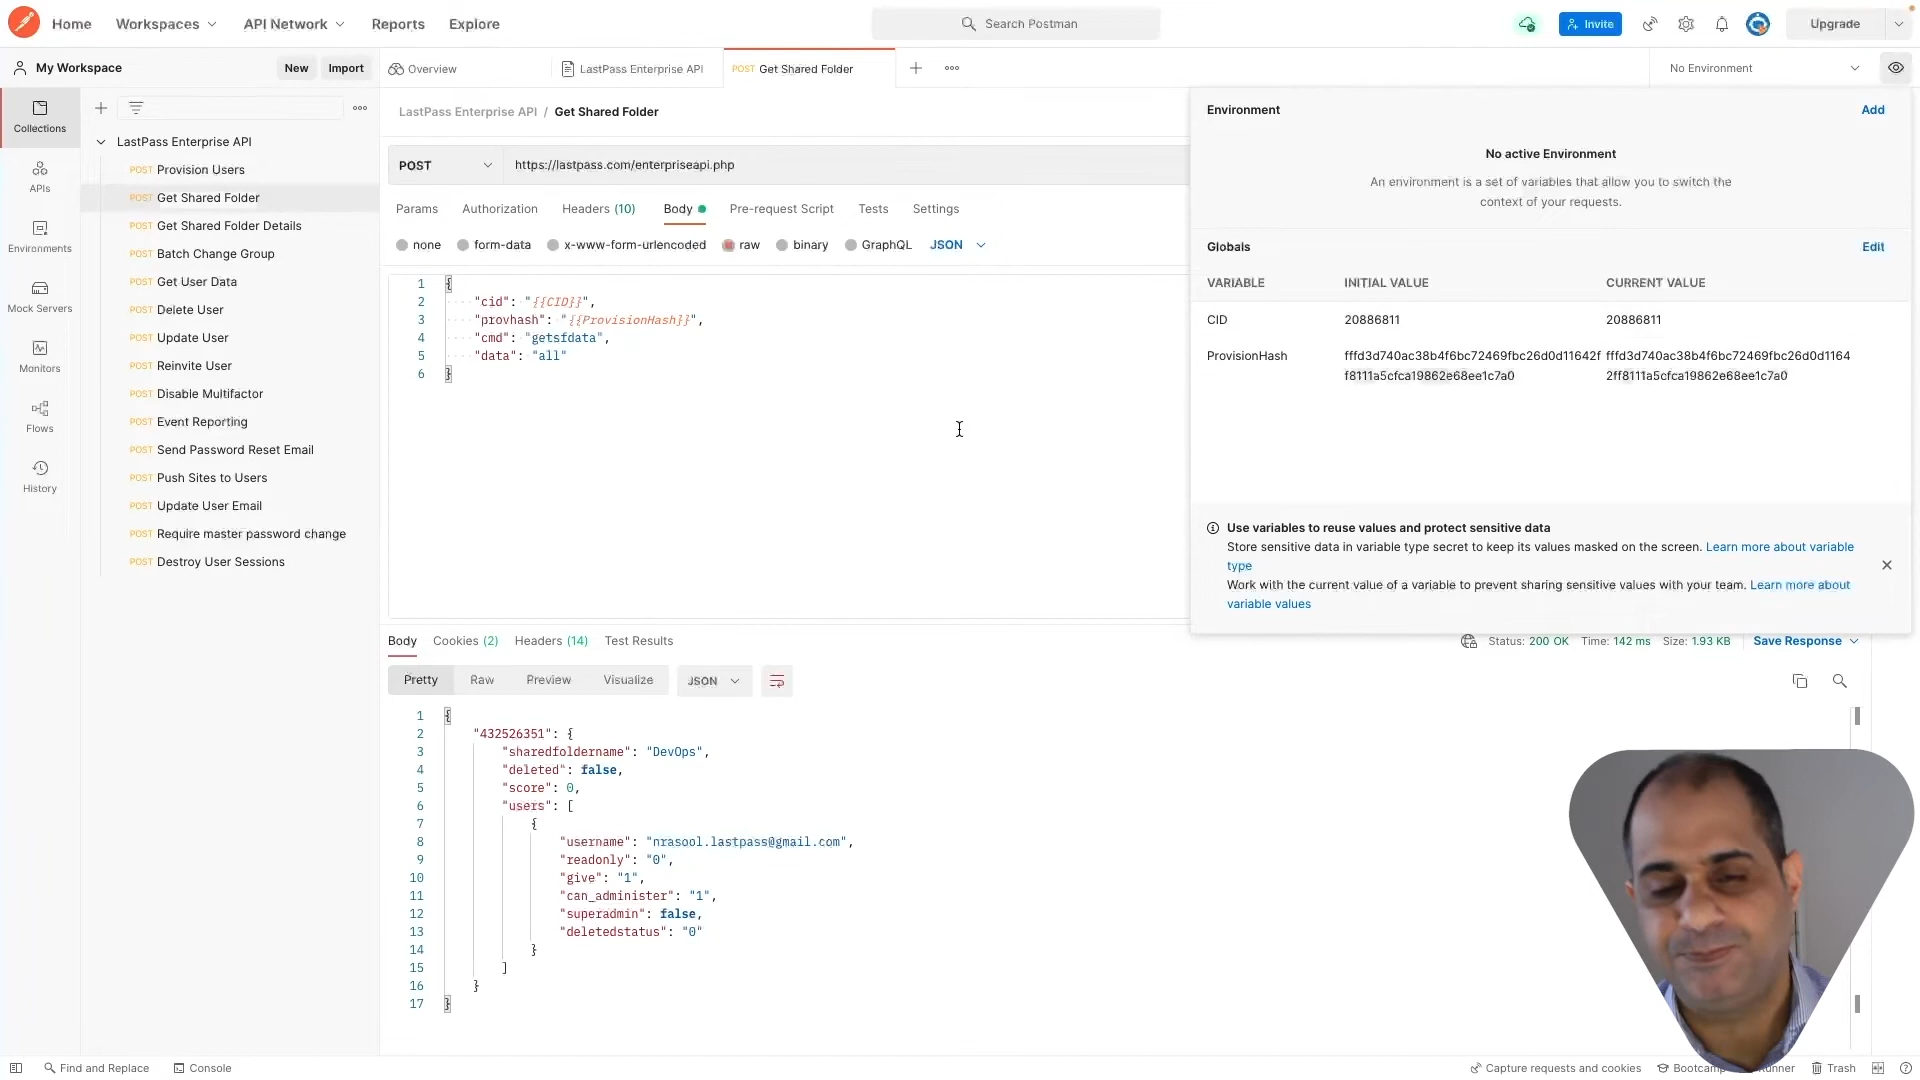 Home
Workspaces
API Network
Reports
Explore
Search Postman
Invite
Upgrade
My Workspace
New
Import
Overview
LastPass Enterprise API
POST Get Shared Folder
No Environment
Collections
APIs
Environments
Mock Servers
Monitors
Flows
History
LastPass Enterprise API
POST Provision Users
POST Get Shared Folder
POST Get Shared Folder Details
POST Batch Change Group
POST Get User Data
POST Delete User
POST Update User
POST Reinvite User
POST Disable Multifactor
POST Event Reporting
POST Send Password Reset Email
POST Push Sites to Users
POST Update User Email
POST Require master password change
POST Destroy User Sessions
LastPass Enterprise API / Get Shared Folder
POST
https://lastpass.com/enterpriseapi.php
Params
Authorization
Headers (10)
Body
Pre-request Script
Tests
Settings
none
form-data
x-www-form-urlencoded
raw
binary
GraphQL
JSON
1 {
2 "cid": "{{CID}}",
3 "provhash": "{{ProvisionHash}}",
4 "cmd": "getsfdata",
5 "data": "all"
6 }
Environment
Add
No active Environment
An environment is a set of variables that allow you to switch the
context of your requests.
Globals
Edit
VARIABLE INITIAL VALUE CURRENT VALUE
CID 20886811 20886811
ProvisionHash fffd3d740ac38b4f6bc72469fbc26d0d11642f fffd3d740ac38b4f6bc72469fbc26d0d1164
f8111a5cfca19862e68ee1c7a0 2ff8111a5cfca19862e68ee1c7a0
Use variables to reuse values and protect sensitive data
Store sensitive data in variable type secret to keep its values masked on the screen. Learn more about variable
type
Work with the current value of a variable to prevent sharing sensitive values with your team. Learn more about
variable values
Body
Cookies (2)
Headers (14)
Test Results
Status: 200 OK
Time: 142 ms
Size: 1.93 KB
Save Response
Pretty
Raw
Preview
Visualize
JSON
1 {
2 "432526351": {
3 "sharedfoldername": "DevOps",
4 "deleted": false,
5 "score": 0,
6 "users": [
7 {
8 "username": "nrasool.lastpass@gmail.com",
9 "readonly": "0",
10 "give": "1",
11 "can_administer": "1",
12 "superadmin": false,
13 "deletedstatus": "0"
14 }
15 ]
16 }
17 }
Find and Replace
Console
Capture requests and cookies
Trash